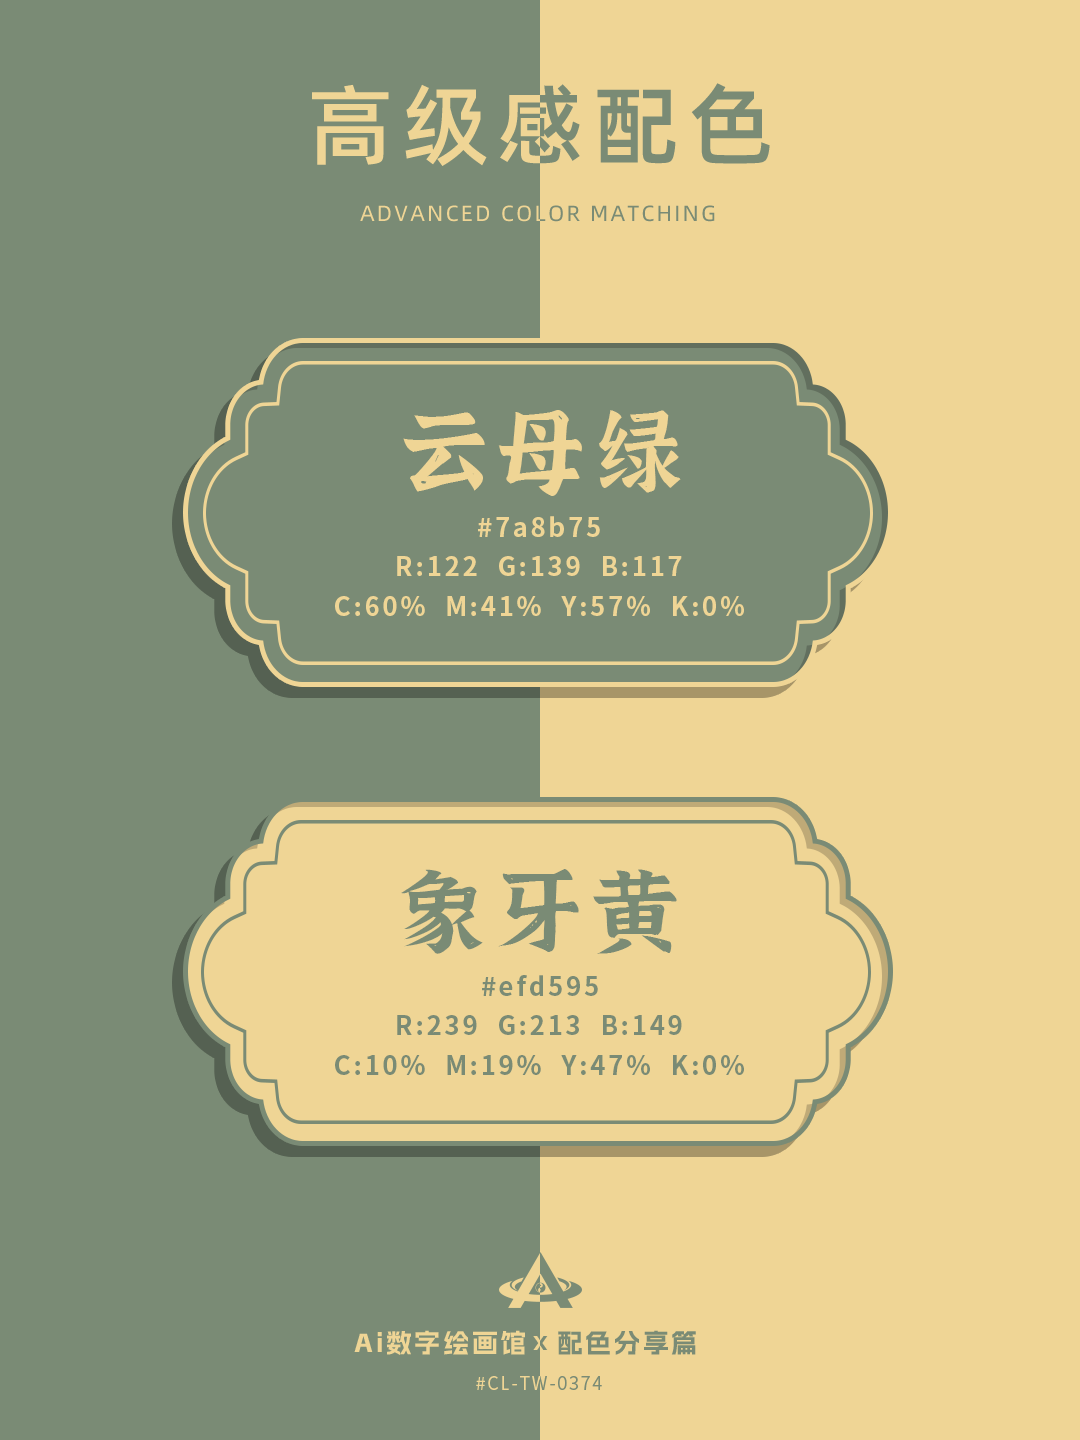 高级感配色
ADVANCED COLOR MATCHING
云母绿
#7a8b75
R:122 G:139 B:117
C:60% M:41% Y:57% K:0%
象牙黄
#efd595
R:239 G:213 B:149
C:10% M:19% Y:47% K:0%
Ai数字绘画馆 x 配色分享篇
#CL-TW-0374